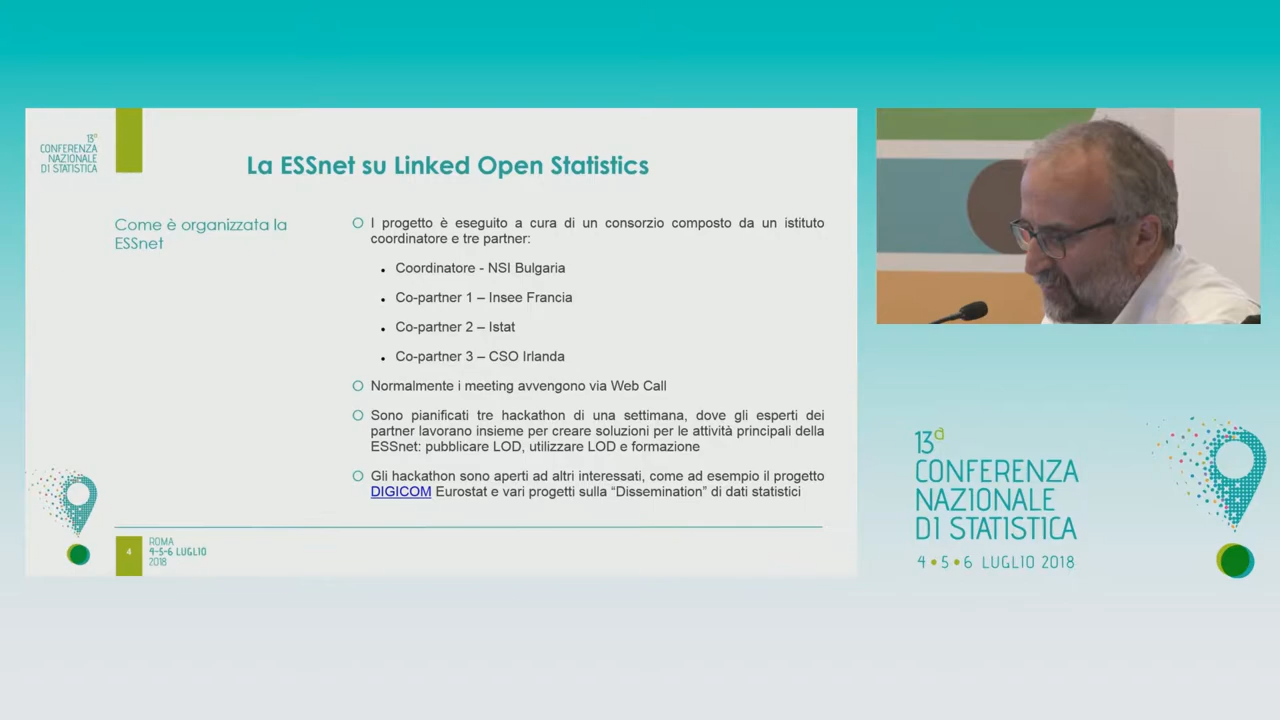 13ª
CONFERENZA
NAZIONALE
DI STATISTICA
La ESSnet su Linked Open Statistics
Come è organizzata la
ESSnet
I progetto è eseguito a cura di un consorzio composto da un istituto
coordinatore e tre partner:
Coordinatore - NSI Bulgaria
Co-partner 1 – Insee Francia
Co-partner 2 – Istat
Co-partner 3 – CSO Irlanda
Normalmente i meeting avvengono via Web Call
Sono pianificati tre hackathon di una settimana, dove gli esperti dei
partner lavorano insieme per creare soluzioni per le attività principali della
ESSnet: pubblicare LOD, utilizzare LOD e formazione
Gli hackathon sono aperti ad altri interessati, come ad esempio il progetto
DIGICOM Eurostat e vari progetti sulla “Dissemination” di dati statistici
4
ROMA
4-5-6 LUGLIO
2018
13ª
CONFERENZA
NAZIONALE
DI STATISTICA
4 • 5 • 6 LUGLIO 2018